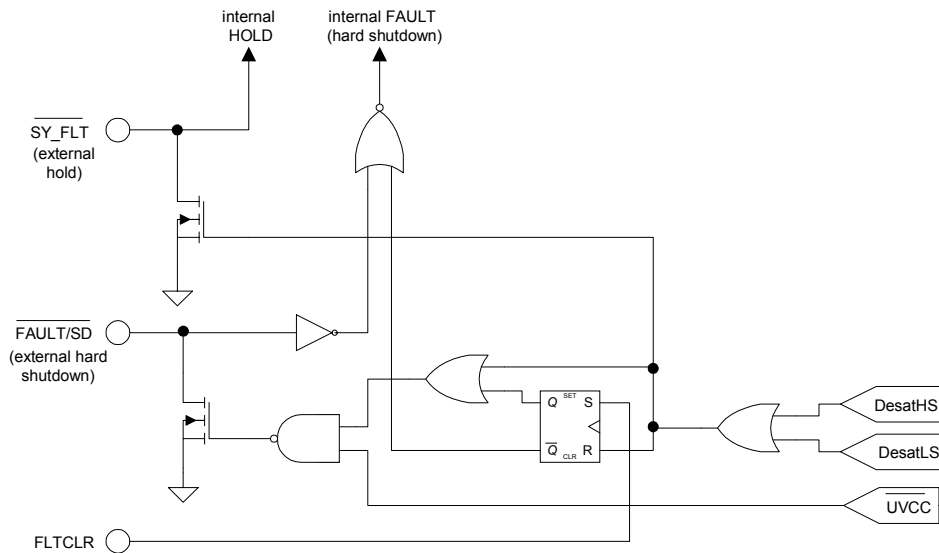 internal
HOLD
internal FAULT
(hard shutdown)
SY_FLT
(external
hold)
FAULT/SD
(external hard
shutdown)
Q SET S
Q CLR R
DesatHS
DesatLS
UVCC
FLTCLR